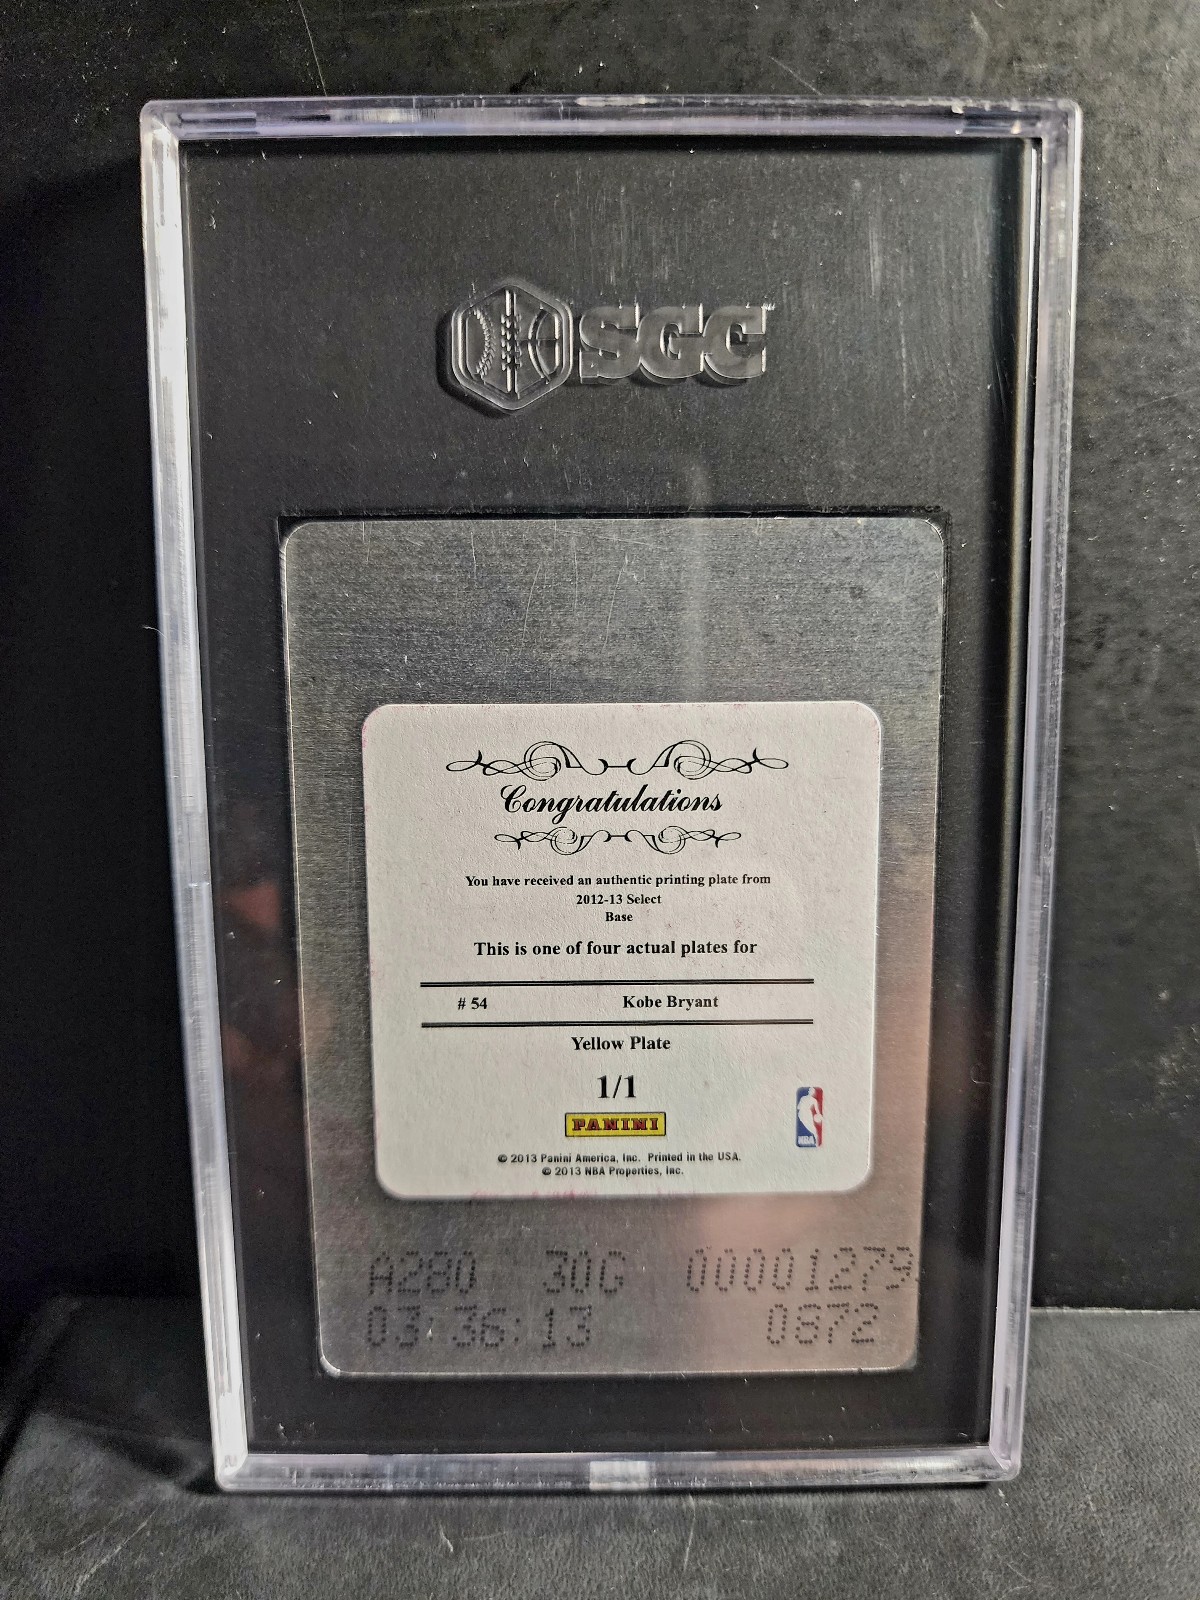 SGC
Congratulations
You have received an authentic printing plate from
2012-13 Select
Base
This is one of four actual plates for
# 54 Kobe Bryant
Yellow Plate
1/1
PANINI
NBA
© 2013 Panini America, Inc. Printed in the USA.
© 2013 NBA Properties, Inc.
A280 30G 00001279
03:36:13 0872